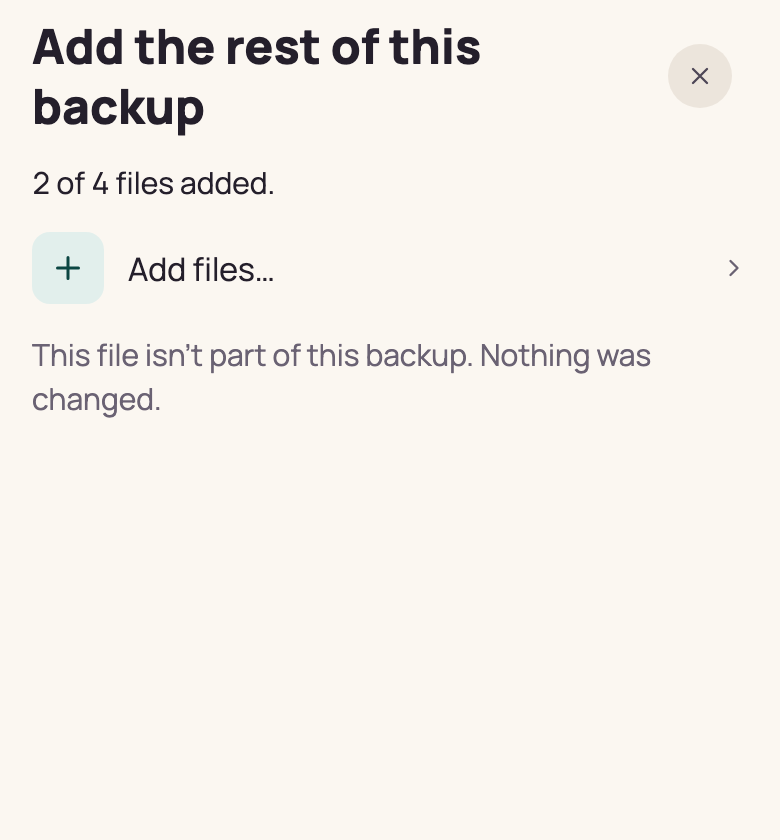 Add the rest of this
backup
2 of 4 files added.
Add files…
This file isn’t part of this backup. Nothing was
changed.